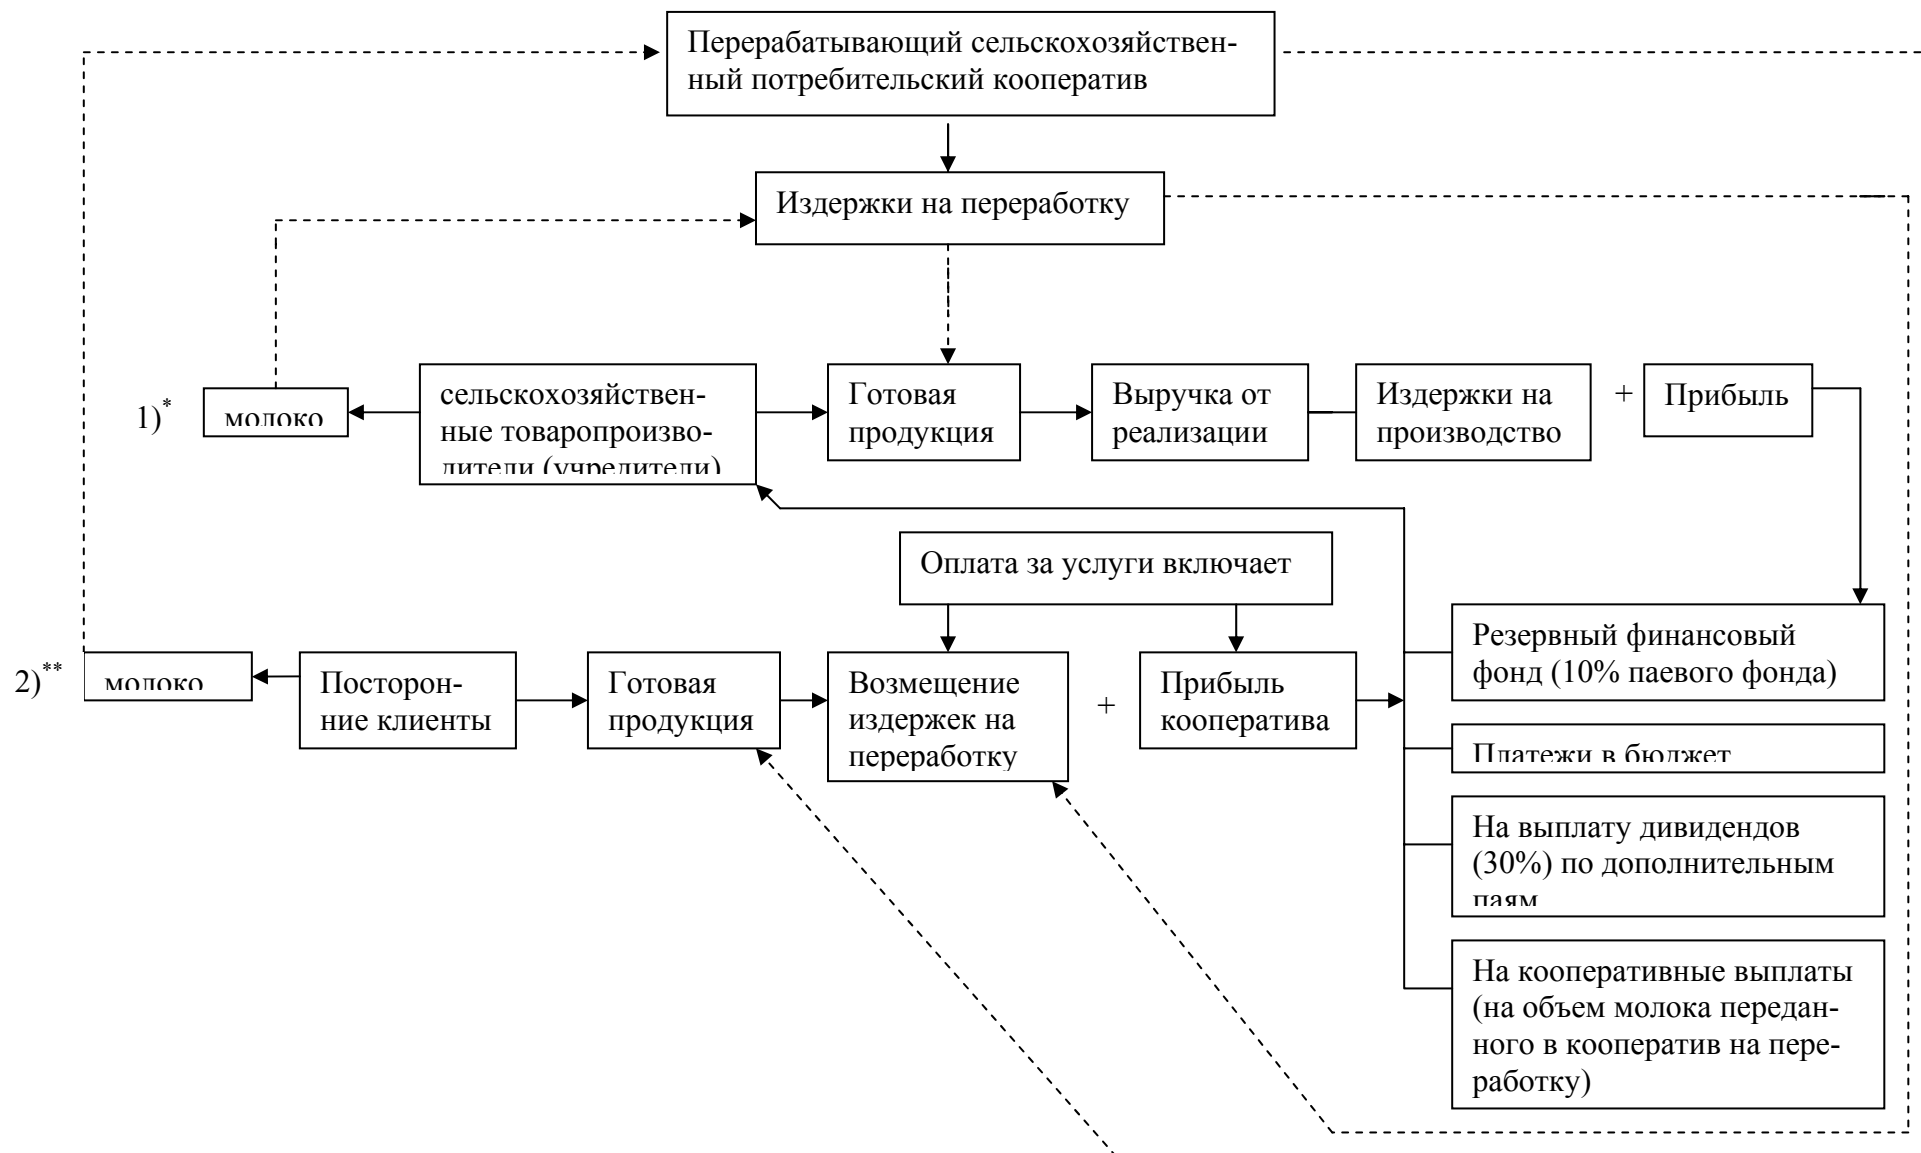 Перерабатывающий сельскохозяйствен-
ный потребительский кооператив
Издержки на переработку
1)*
молоко
сельскохозяйствен-
ные товаропроизво-
дители (учредители)
Готовая
продукция
Выручка от
реализации
Издержки на
производство
+
Прибыль
Оплата за услуги включает
2)**
молоко
Посторон-
ние клиенты
Готовая
продукция
Возмещение
издержек на
переработку
+
Прибыль
кооператива
Резервный финансовый
фонд (10% паевого фонда)
Платежи в бюджет
На выплату дивидендов
(30%) по дополнительным
паям
На кооперативные выплаты
(на объем молока передан-
ного в кооператив на пере-
работку)